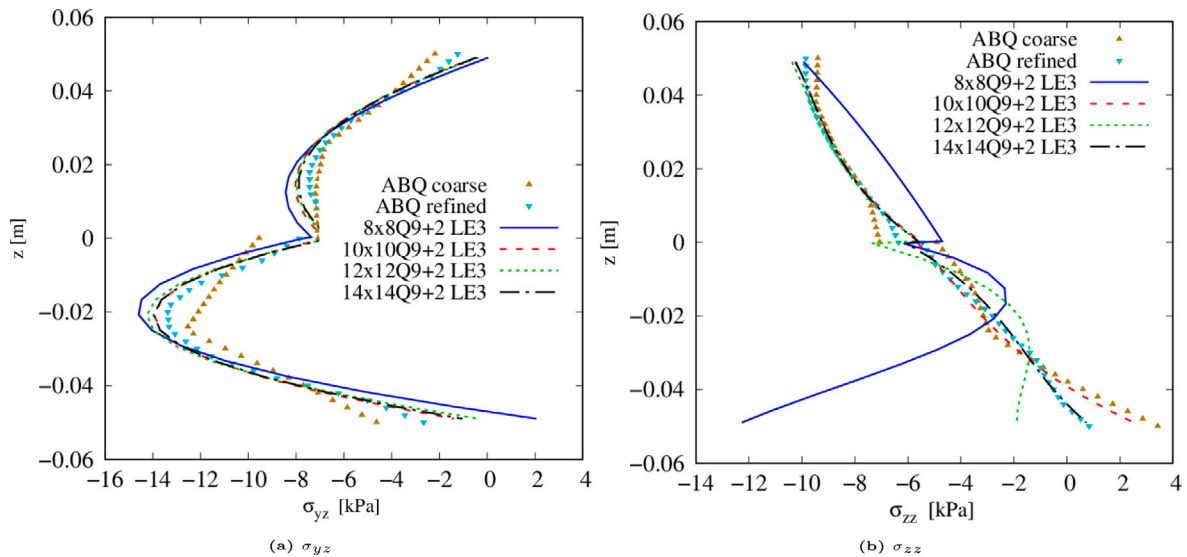 0.06
0.04
0.02
0
−0.02
−0.04
−0.06
z [m]
ABQ coarse
ABQ refined
8x8Q9+2 LE3
10x10Q9+2 LE3
12x12Q9+2 LE3
14x14Q9+2 LE3
−16 −14 −12 −10 −8 −6 −4 −2 0 2 4
σyz [kPa]
(a) σyz
0.06
0.04
0.02
0
−0.02
−0.04
−0.06
z [m]
ABQ coarse
ABQ refined
8x8Q9+2 LE3
10x10Q9+2 LE3
12x12Q9+2 LE3
14x14Q9+2 LE3
−14 −12 −10 −8 −6 −4 −2 0 2 4
σzz [kPa]
(b) σzz